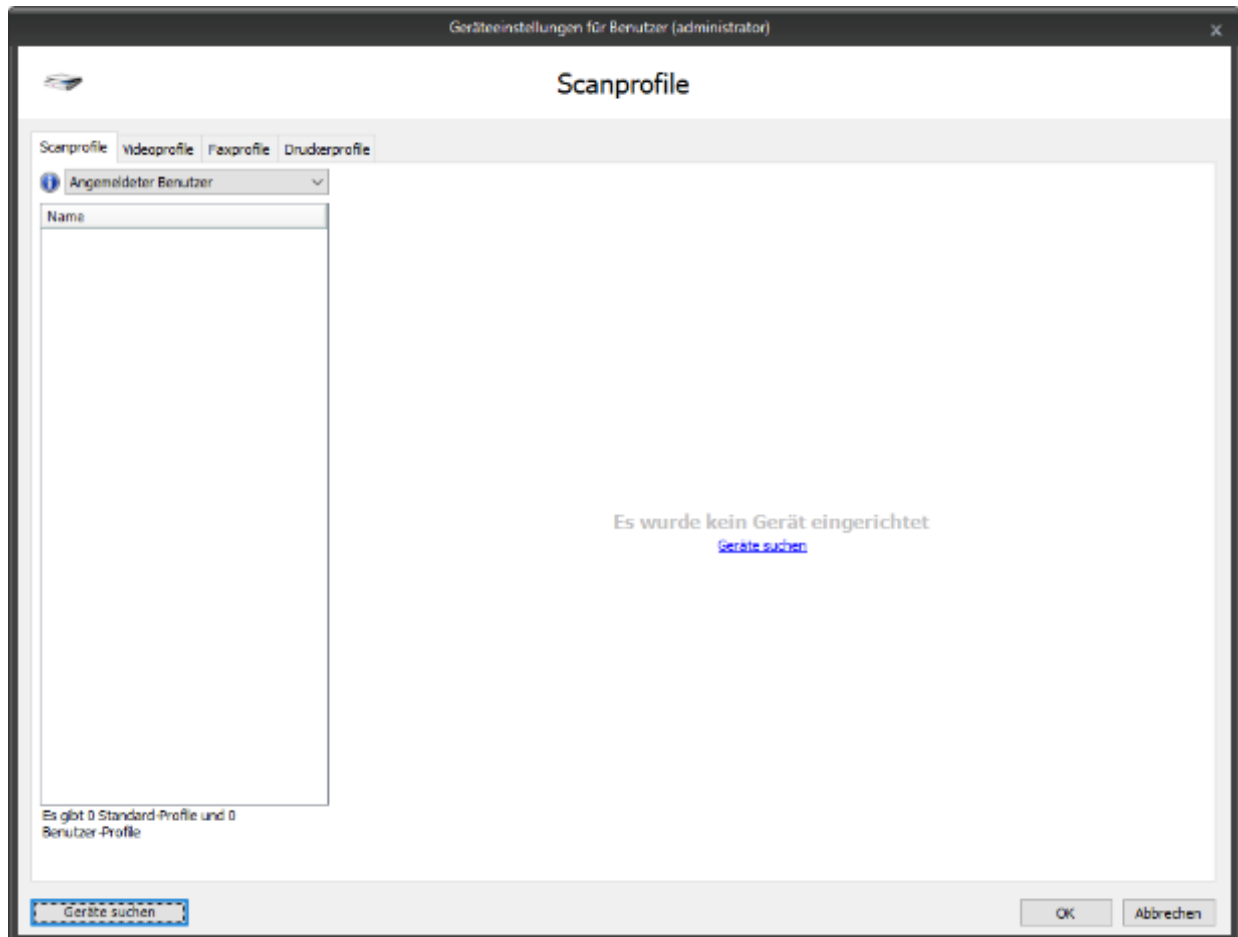 Geräteeinstellungen für Benutzer (administrator)
Scanprofile
Scanprofile Videoprofile Faxprofile Druckerprofile
Angemeldeter Benutzer
Name
Es wurde kein Gerät eingerichtet
Geräte suchen
Es gibt 0 Standard-Profile und 0
Benutzer-Profile
Geräte suchen OK Abbrechen